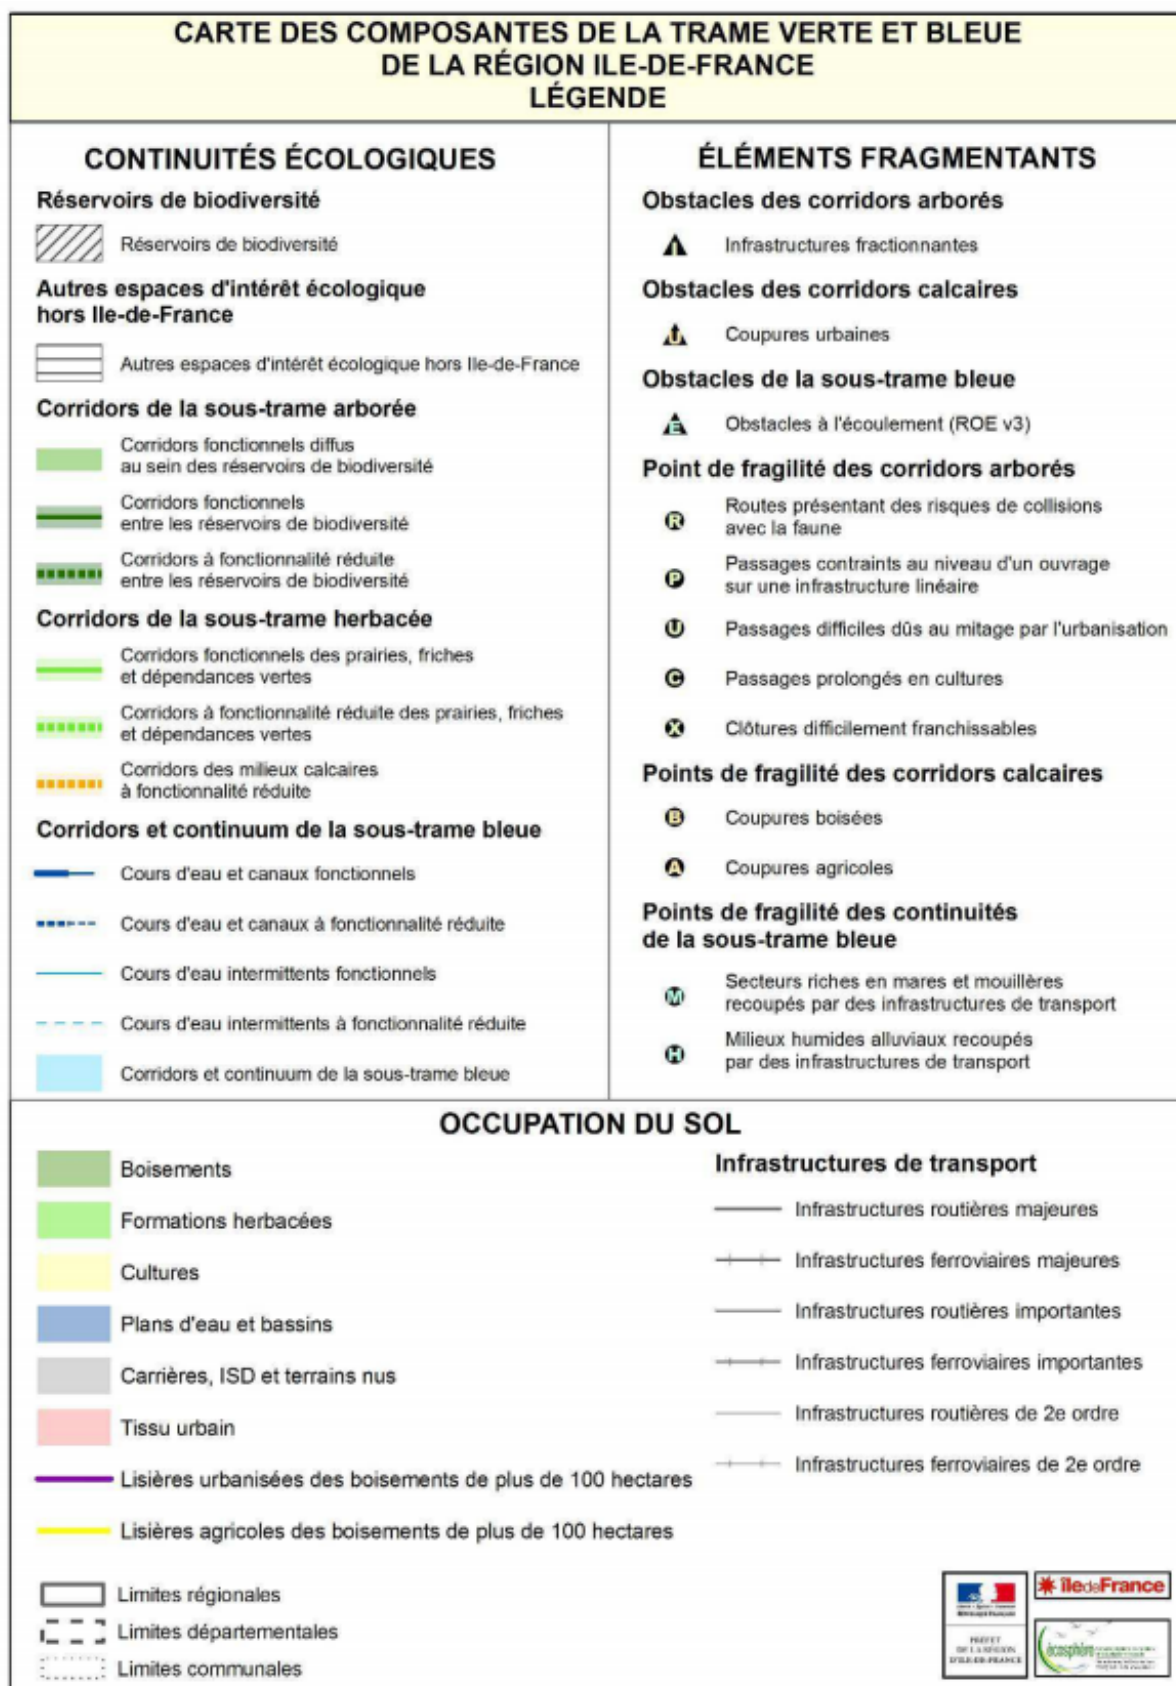 CARTE DES COMPOSANTES DE LA TRAME VERTE ET BLEUE
DE LA RÉGION ILE-DE-FRANCE
LÉGENDE
CONTINUITÉS ÉCOLOGIQUES
Réservoirs de biodiversité
Réservoirs de biodiversité
Autres espaces d'intérêt écologique
hors Ile-de-France
Autres espaces d'intérêt écologique hors Ile-de-France
Corridors de la sous-trame arborée
Corridors fonctionnels diffus
au sein des réservoirs de biodiversité
Corridors fonctionnels
entre les réservoirs de biodiversité
Corridors à fonctionnalité réduite
entre les réservoirs de biodiversité
Corridors de la sous-trame herbacée
Corridors fonctionnels des prairies, friches
et dépendances vertes
Corridors à fonctionnalité réduite des prairies, friches
et dépendances vertes
Corridors des milieux calcaires
à fonctionnalité réduite
Corridors et continuum de la sous-trame bleue
Cours d'eau et canaux fonctionnels
Cours d'eau et canaux à fonctionnalité réduite
Cours d'eau intermittents fonctionnels
Cours d'eau intermittents à fonctionnalité réduite
Corridors et continuum de la sous-trame bleue
ÉLÉMENTS FRAGMENTANTS
Obstacles des corridors arborés
I Infrastructures fractionnantes
Obstacles des corridors calcaires
U Coupures urbaines
Obstacles de la sous-trame bleue
E Obstacles à l'écoulement (ROE v3)
Point de fragilité des corridors arborés
R Routes présentant des risques de collisions
avec la faune
P Passages contraints au niveau d'un ouvrage
sur une infrastructure linéaire
U Passages difficiles dûs au mitage par l'urbanisation
C Passages prolongés en cultures
X Clôtures difficilement franchissables
Points de fragilité des corridors calcaires
B Coupures boisées
A Coupures agricoles
Points de fragilité des continuités
de la sous-trame bleue
M Secteurs riches en mares et mouillères
recoupés par des infrastructures de transport
H Milieux humides alluviaux recoupés
par des infrastructures de transport
OCCUPATION DU SOL
Boisements
Formations herbacées
Cultures
Plans d'eau et bassins
Carrières, ISD et terrains nus
Tissu urbain
Lisières urbanisées des boisements de plus de 100 hectares
Lisières agricoles des boisements de plus de 100 hectares
Limites régionales
Limites départementales
Limites communales
Infrastructures de transport
Infrastructures routières majeures
Infrastructures ferroviaires majeures
Infrastructures routières importantes
Infrastructures ferroviaires importantes
Infrastructures routières de 2e ordre
Infrastructures ferroviaires de 2e ordre
RÉPUBLIQUE FRANÇAISE
PRÉFET
DE LA RÉGION
D'ILE-DE-FRANCE
îledeFrance
écosphère